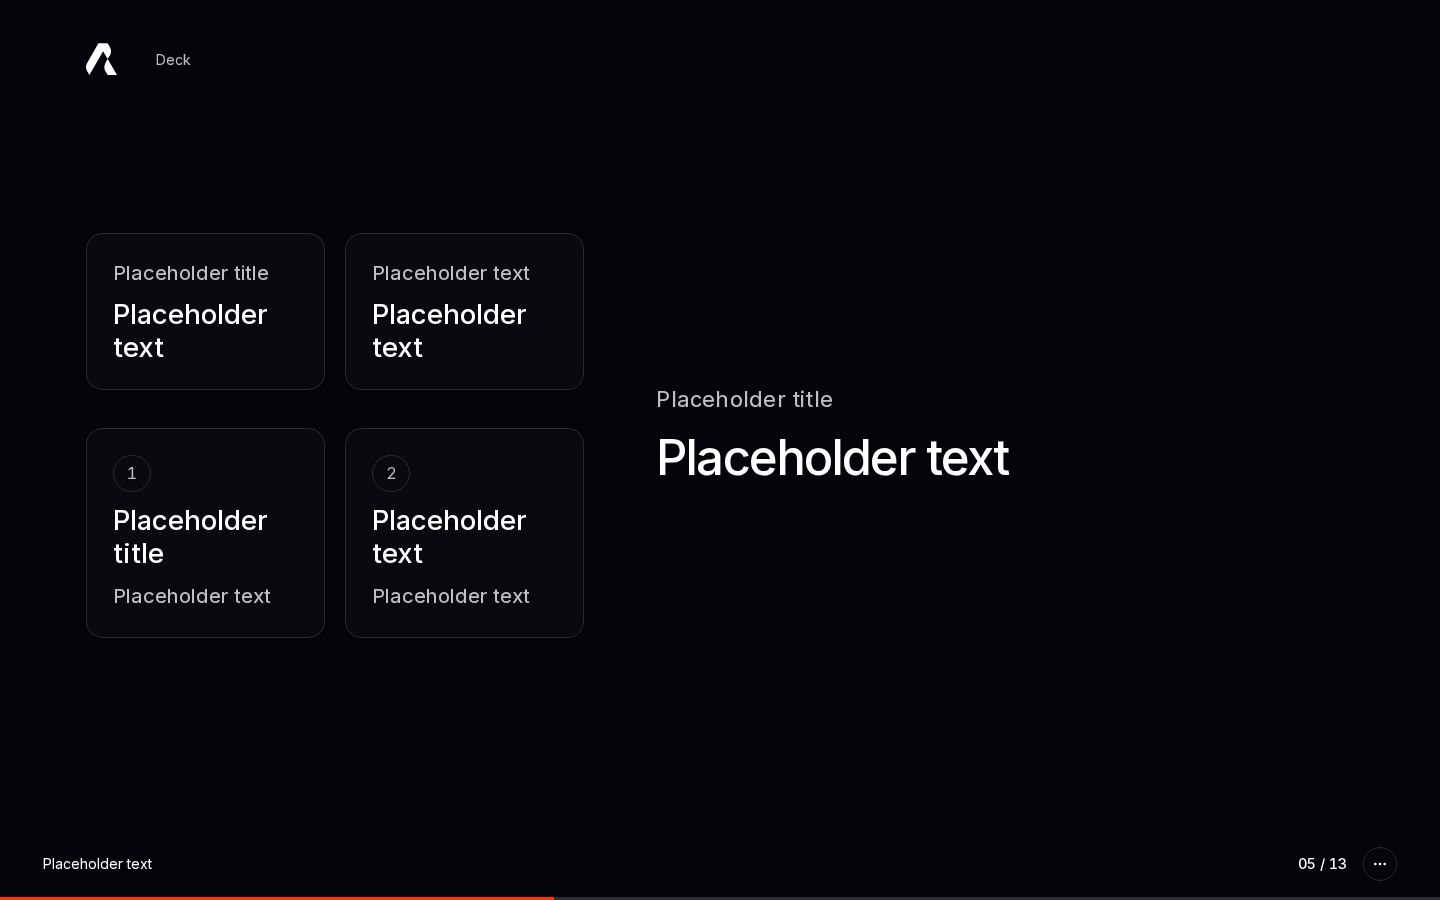 Deck
Placeholder title
Placeholder
text
Placeholder text
Placeholder
text
1
Placeholder
title
Placeholder text
2
Placeholder
text
Placeholder text
Placeholder title
Placeholder text
Placeholder text
05 / 13